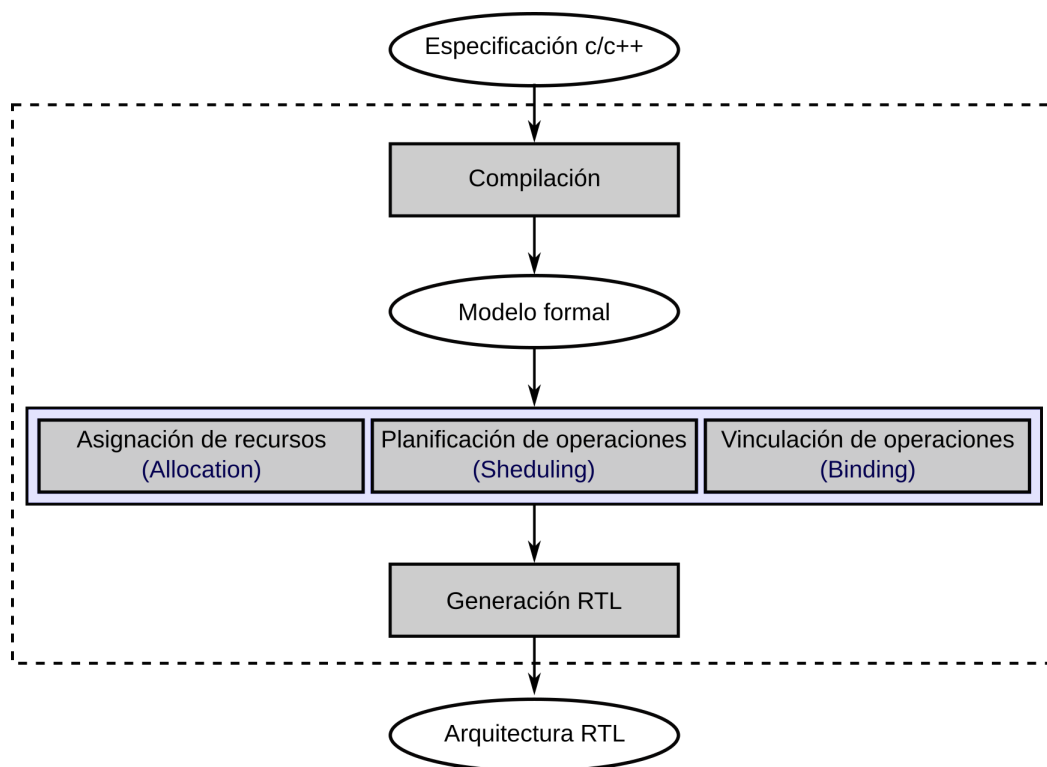 Especificación c/c++
Compilación
Modelo formal
Asignación de recursos
(Allocation)
Planificación de operaciones
(Sheduling)
Vinculación de operaciones
(Binding)
Generación RTL
Arquitectura RTL